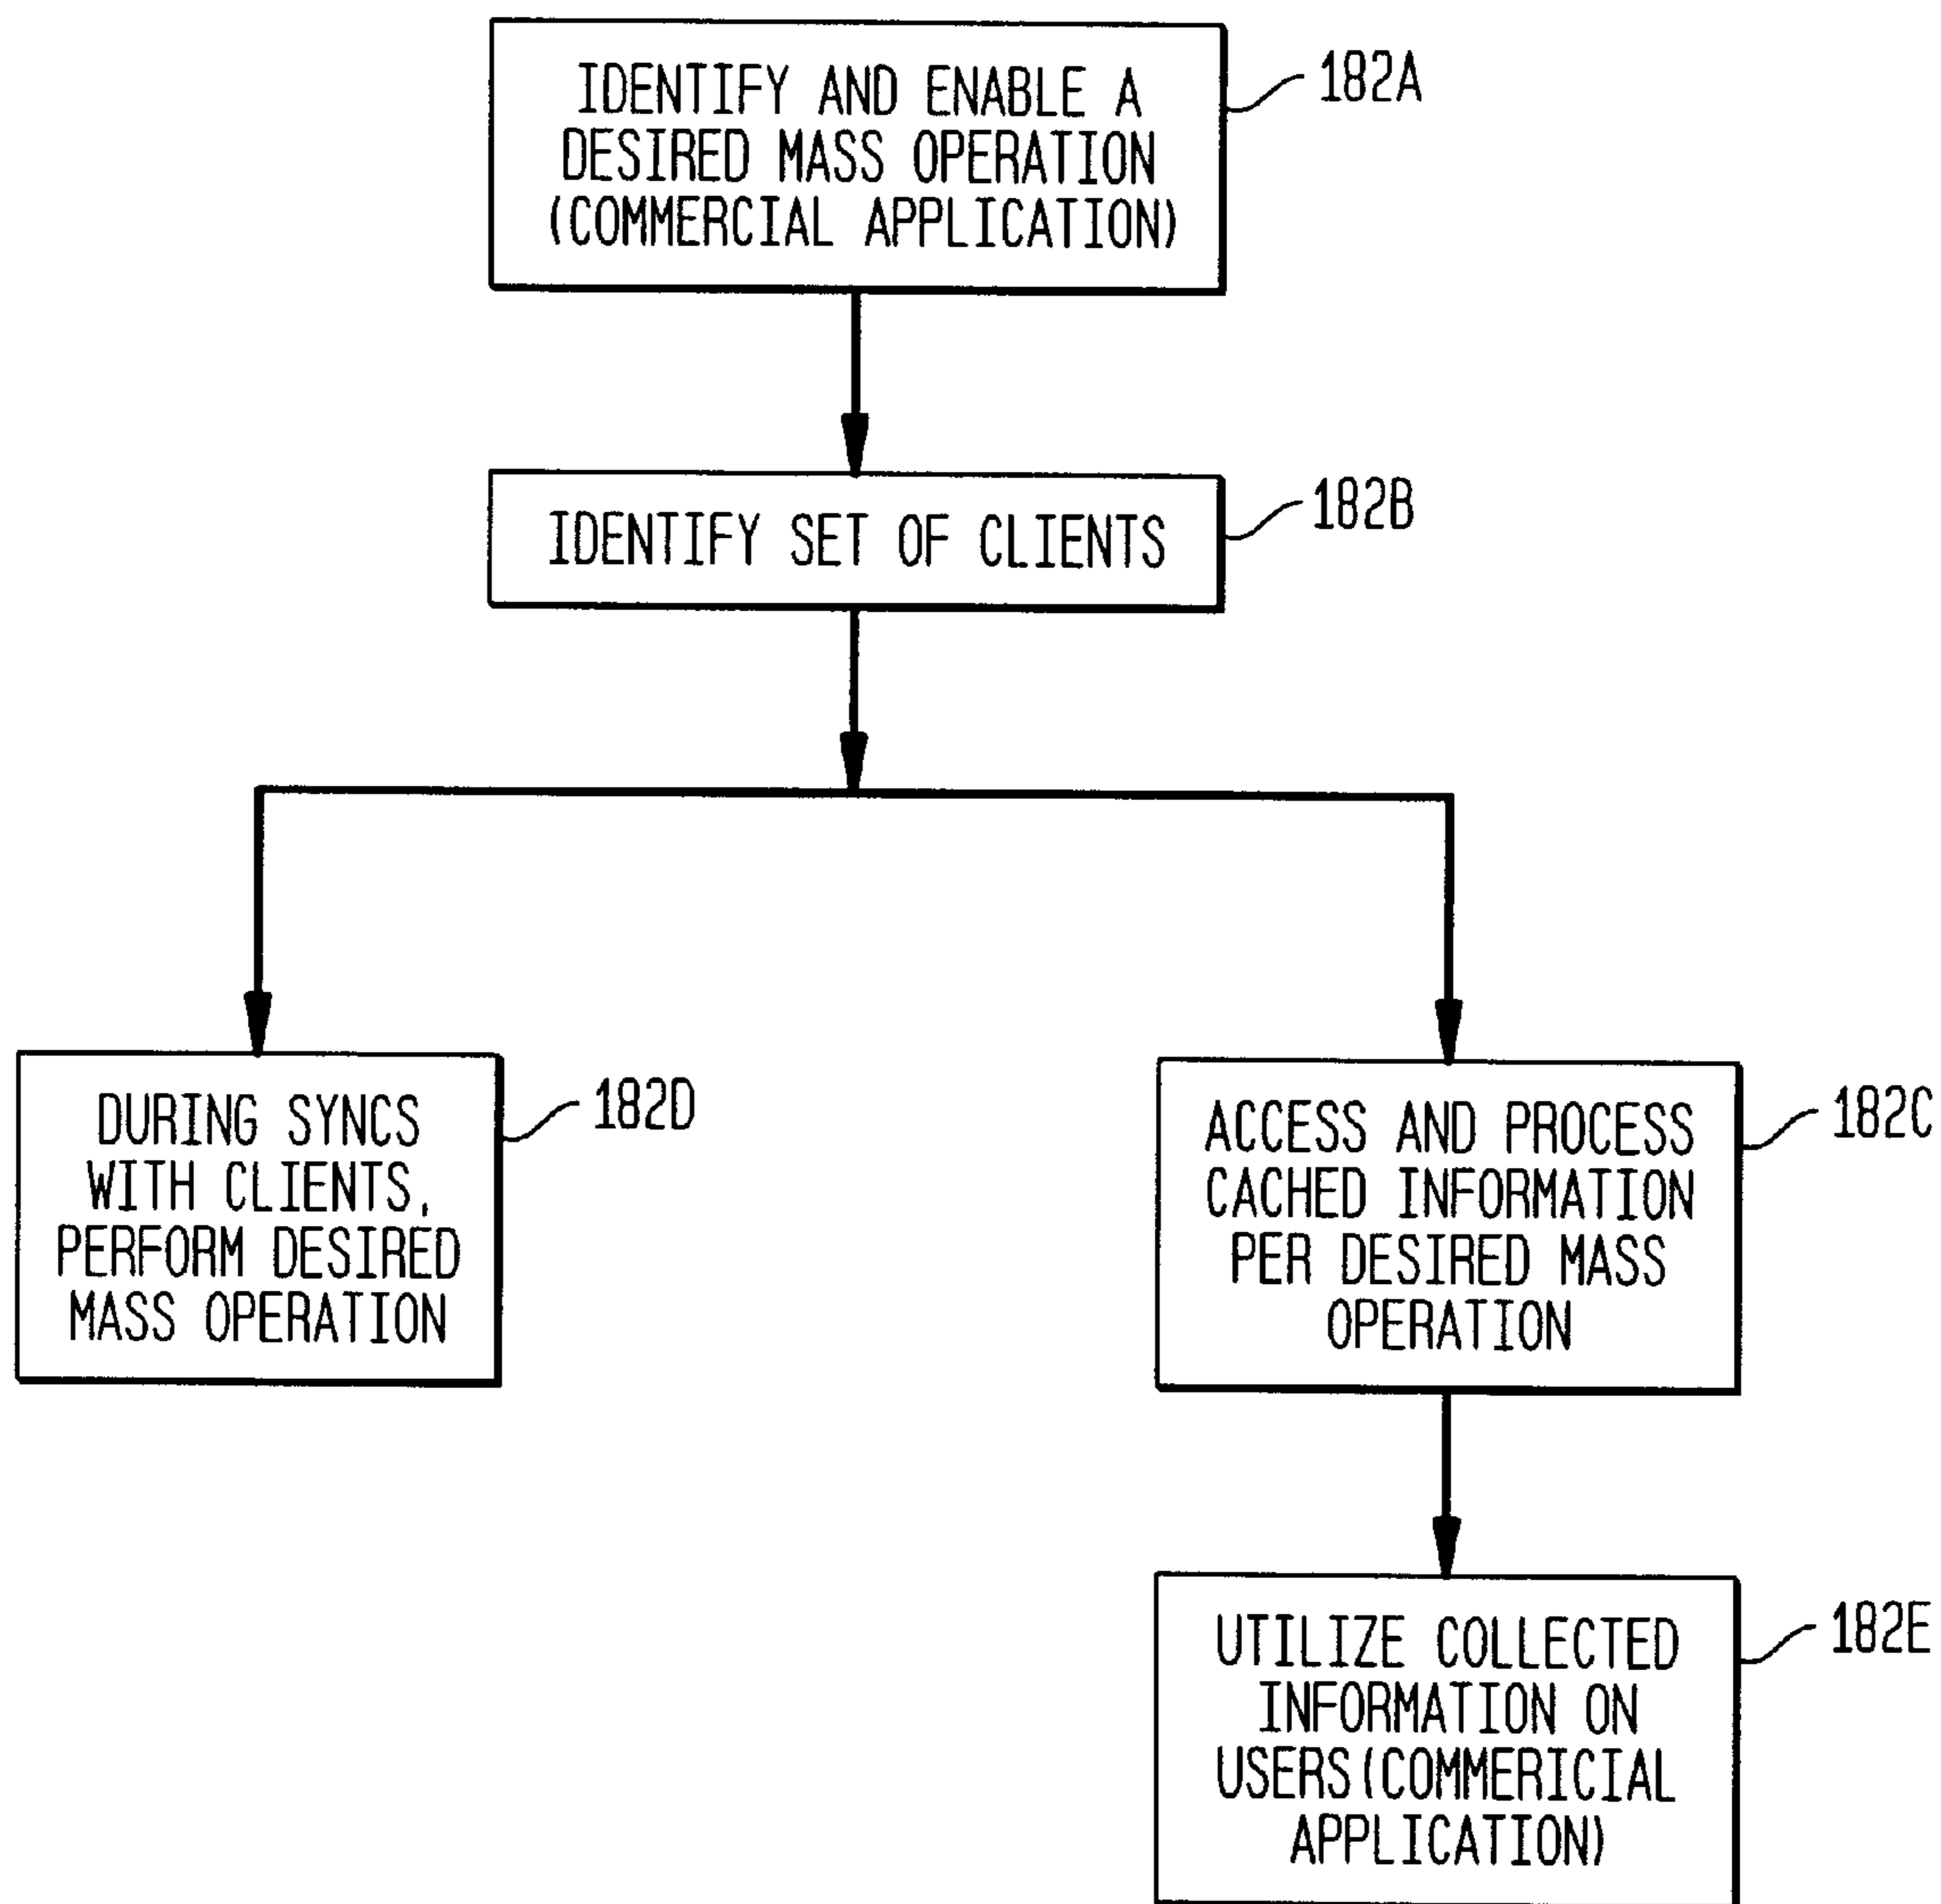 IDENTIFY AND ENABLE A
DESIRED MASS OPERATION
(COMMERCIAL APPLICATION)
182A
IDENTIFY SET OF CLIENTS
182B
DURING SYNCS
WITH CLIENTS,
PERFORM DESIRED
MASS OPERATION
182D
ACCESS AND PROCESS
CACHED INFORMATION
PER DESIRED MASS
OPERATION
182C
UTILIZE COLLECTED
INFORMATION ON
USERS(COMMERICIAL
APPLICATION)
182E